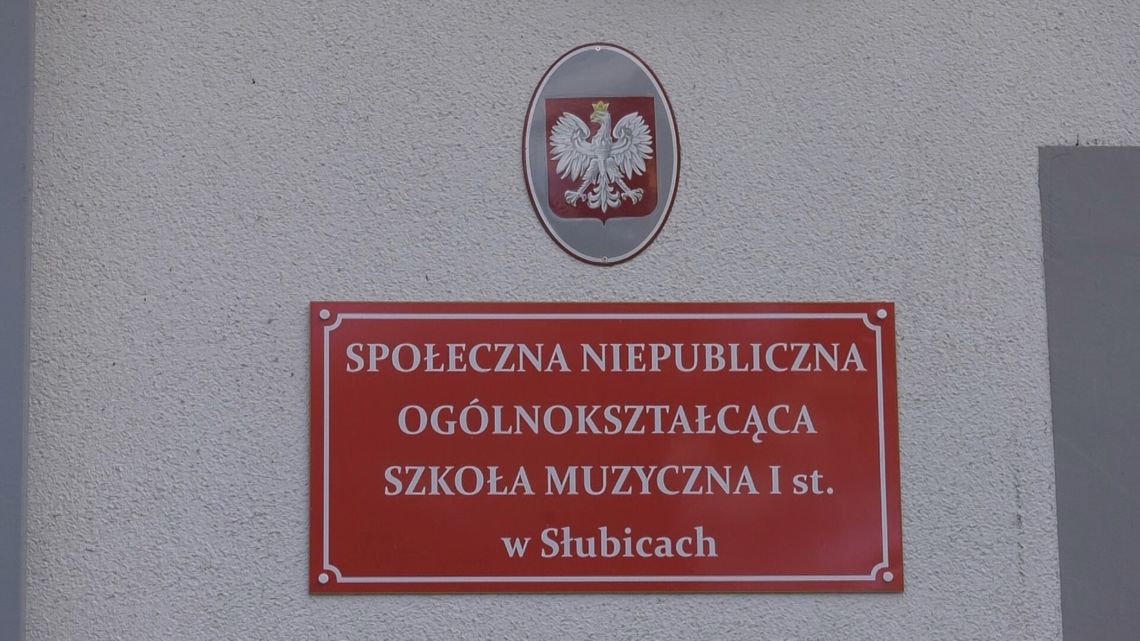 SPOŁECZNA NIEPUBLICZNA
OGÓLNOKSZTAŁCĄCA
SZKOŁA MUZYCZNA I st.
w Słubicach